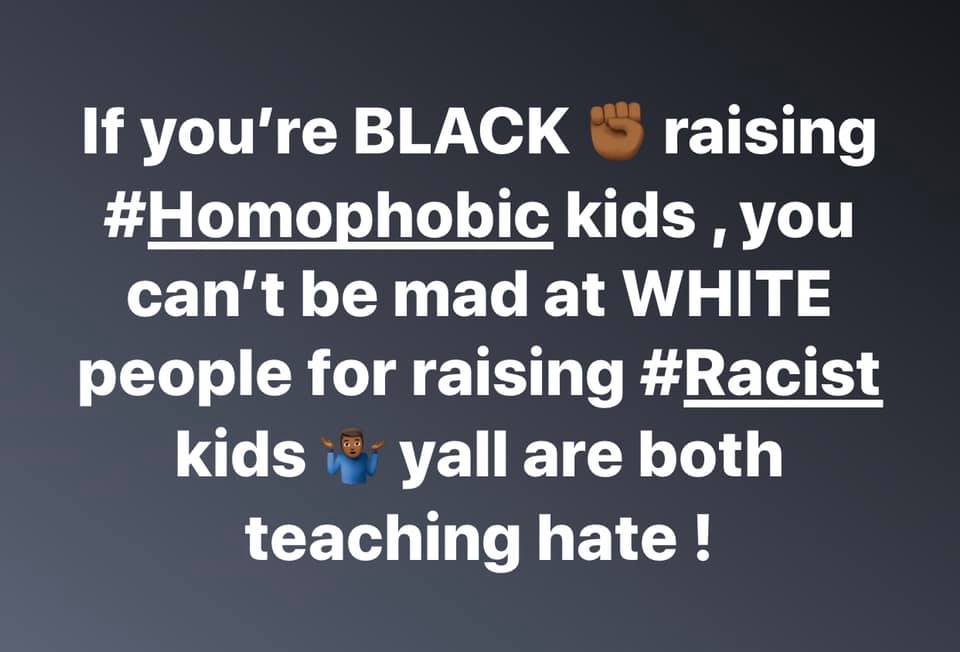 If you’re BLACK ✊🏾 raising
#Homophobic kids , you
can’t be mad at WHITE
people for raising #Racist
kids 🤷🏾‍♂️ yall are both
teaching hate !